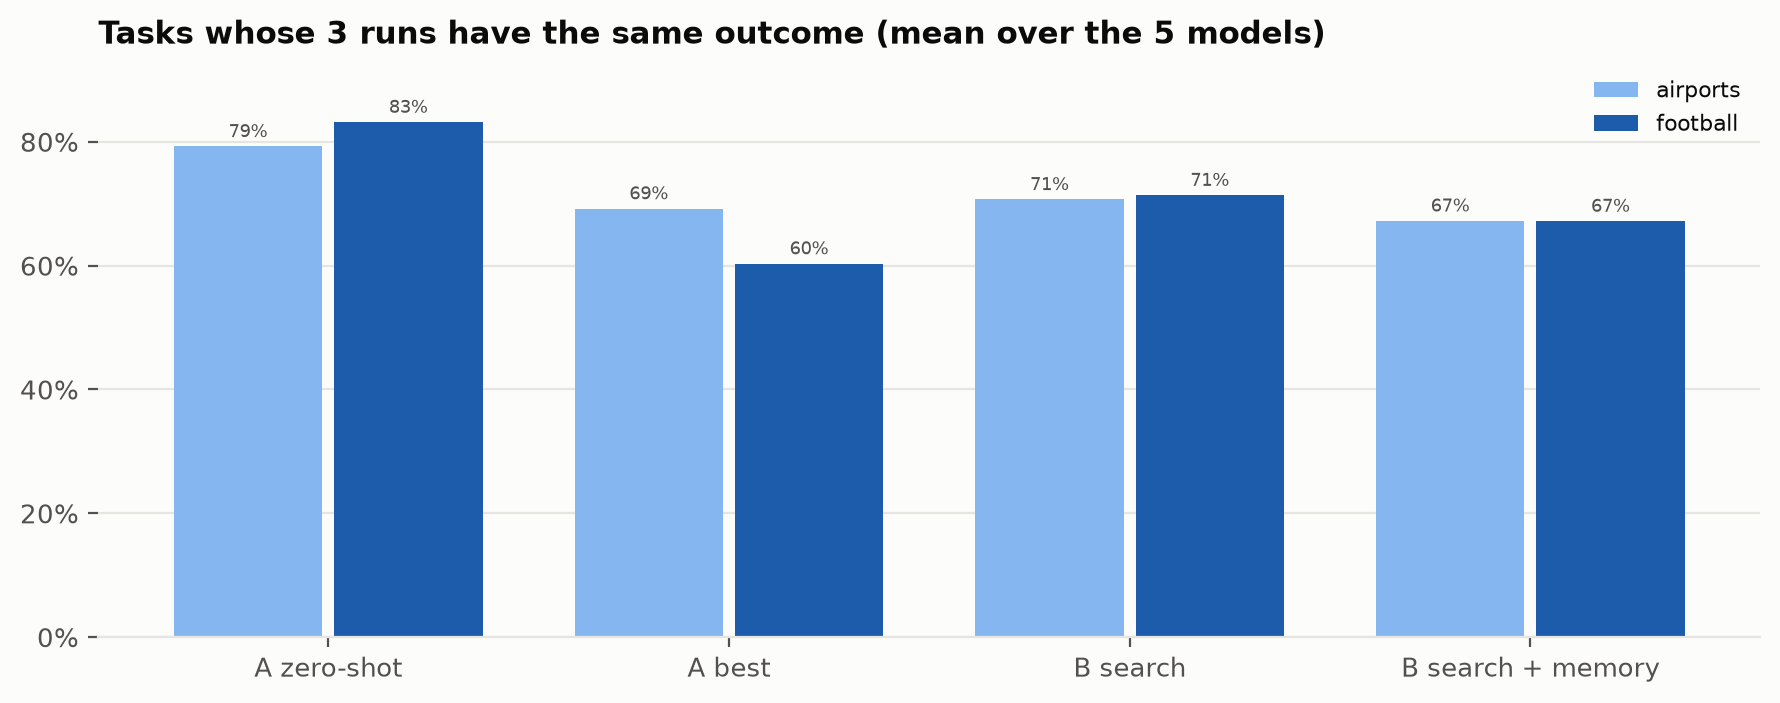 Tasks whose 3 runs have the same outcome (mean over the 5 models)
airports
football
83%
79%
69%
60%
71%
71%
67%
67%
80%
60%
40%
20%
0%
A zero-shot
A best
B search
B search + memory